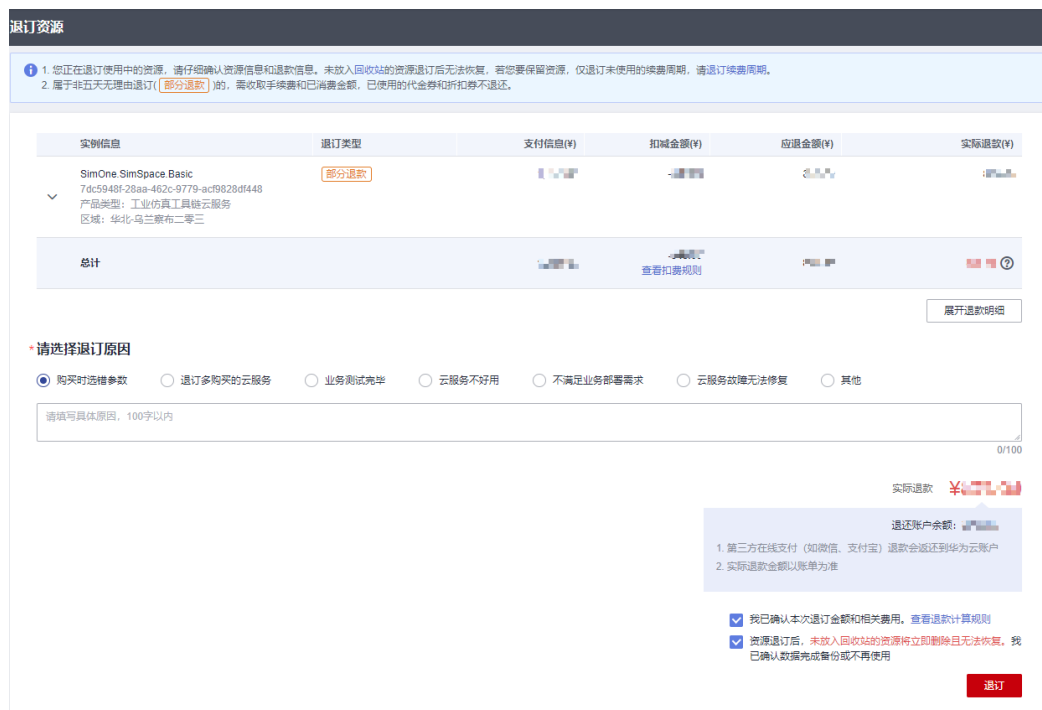 退订资源
1. 您正在退订使用中的资源，请仔细确认资源信息和退款信息。未放入回收站的资源退订后无法恢复，若您要保留资源，仅退订未使用的续费周期，请退订续费周期。
2. 属于非五天无理由退订( 部分退款 )的，需收取手续费和已消费金额，已使用的代金券和折扣券不退还。
实例信息 退订类型 支付信息(¥) 扣减金额(¥) 应退金额(¥) 实际退款(¥)
SimOne.SimSpace.Basic 部分退款
7dc5948f-28aa-462c-9779-acf9828df448
产品类型：工业仿真工具链云服务
区域：华北-乌兰察布二零三
总计
查看扣费规则
展开退款明细
*请选择退订原因
购买时选错参数 退订多购买的云服务 业务测试完毕 云服务不好用 不满足业务部署需求 云服务故障无法修复 其他
请填写具体原因，100字以内
0/100
实际退款 ¥
退还账户余额：
1. 第三方在线支付（如微信、支付宝）退款会返还到华为云账户
2. 实际退款金额以账单为准
我已确认本次退订金额和相关费用。查看退款计算规则
资源退订后，未放入回收站的资源将立即删除且无法恢复。我
已确认数据完成备份或不再使用
退订